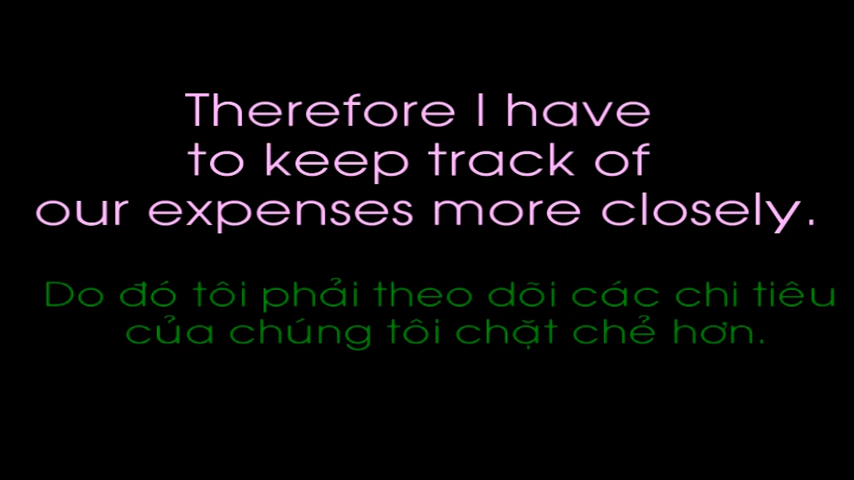 Therefore I have
to keep track of
our expenses more closely.
Do đó tôi phải theo dõi các chi tiêu
của chúng tôi chặt chẻ hơn.